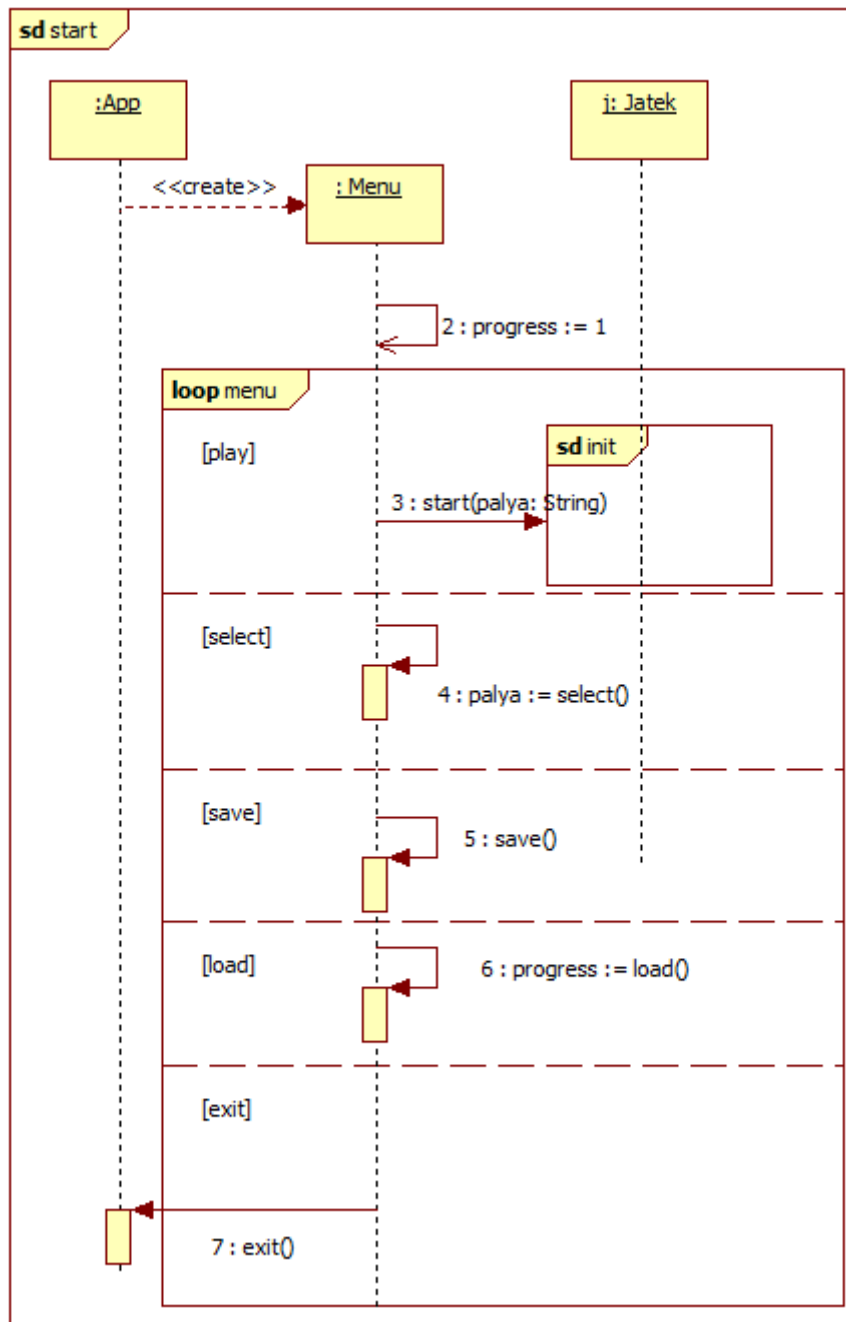 sd start
:App
j: Jatek
<<create>>
: Menu
2 : progress := 1
loop menu
[play]
sd init
3 : start(palya: String)
[select]
4 : palya := select()
[save]
5 : save()
[load]
6 : progress := load()
[exit]
7 : exit()